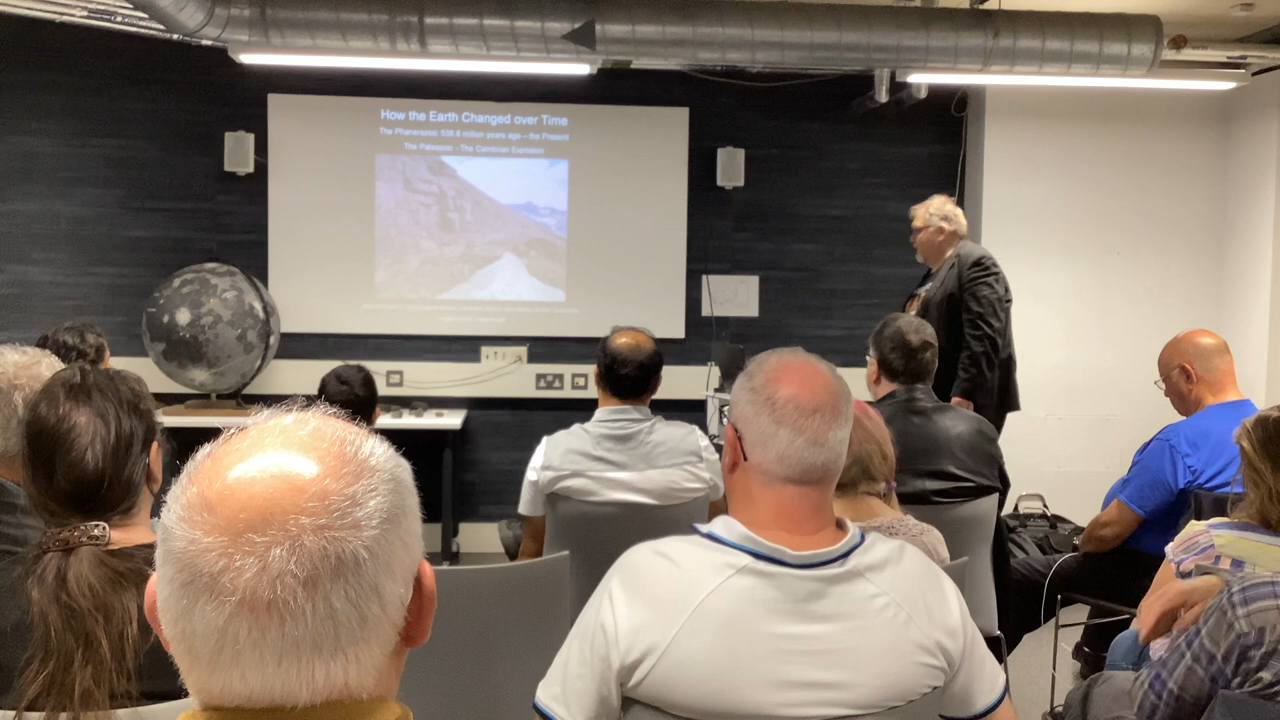 How the Earth Changed over Time
The Phanerozoic 538.8 million years ago – the Present
The Paleozoic - The Cambrian Explosion